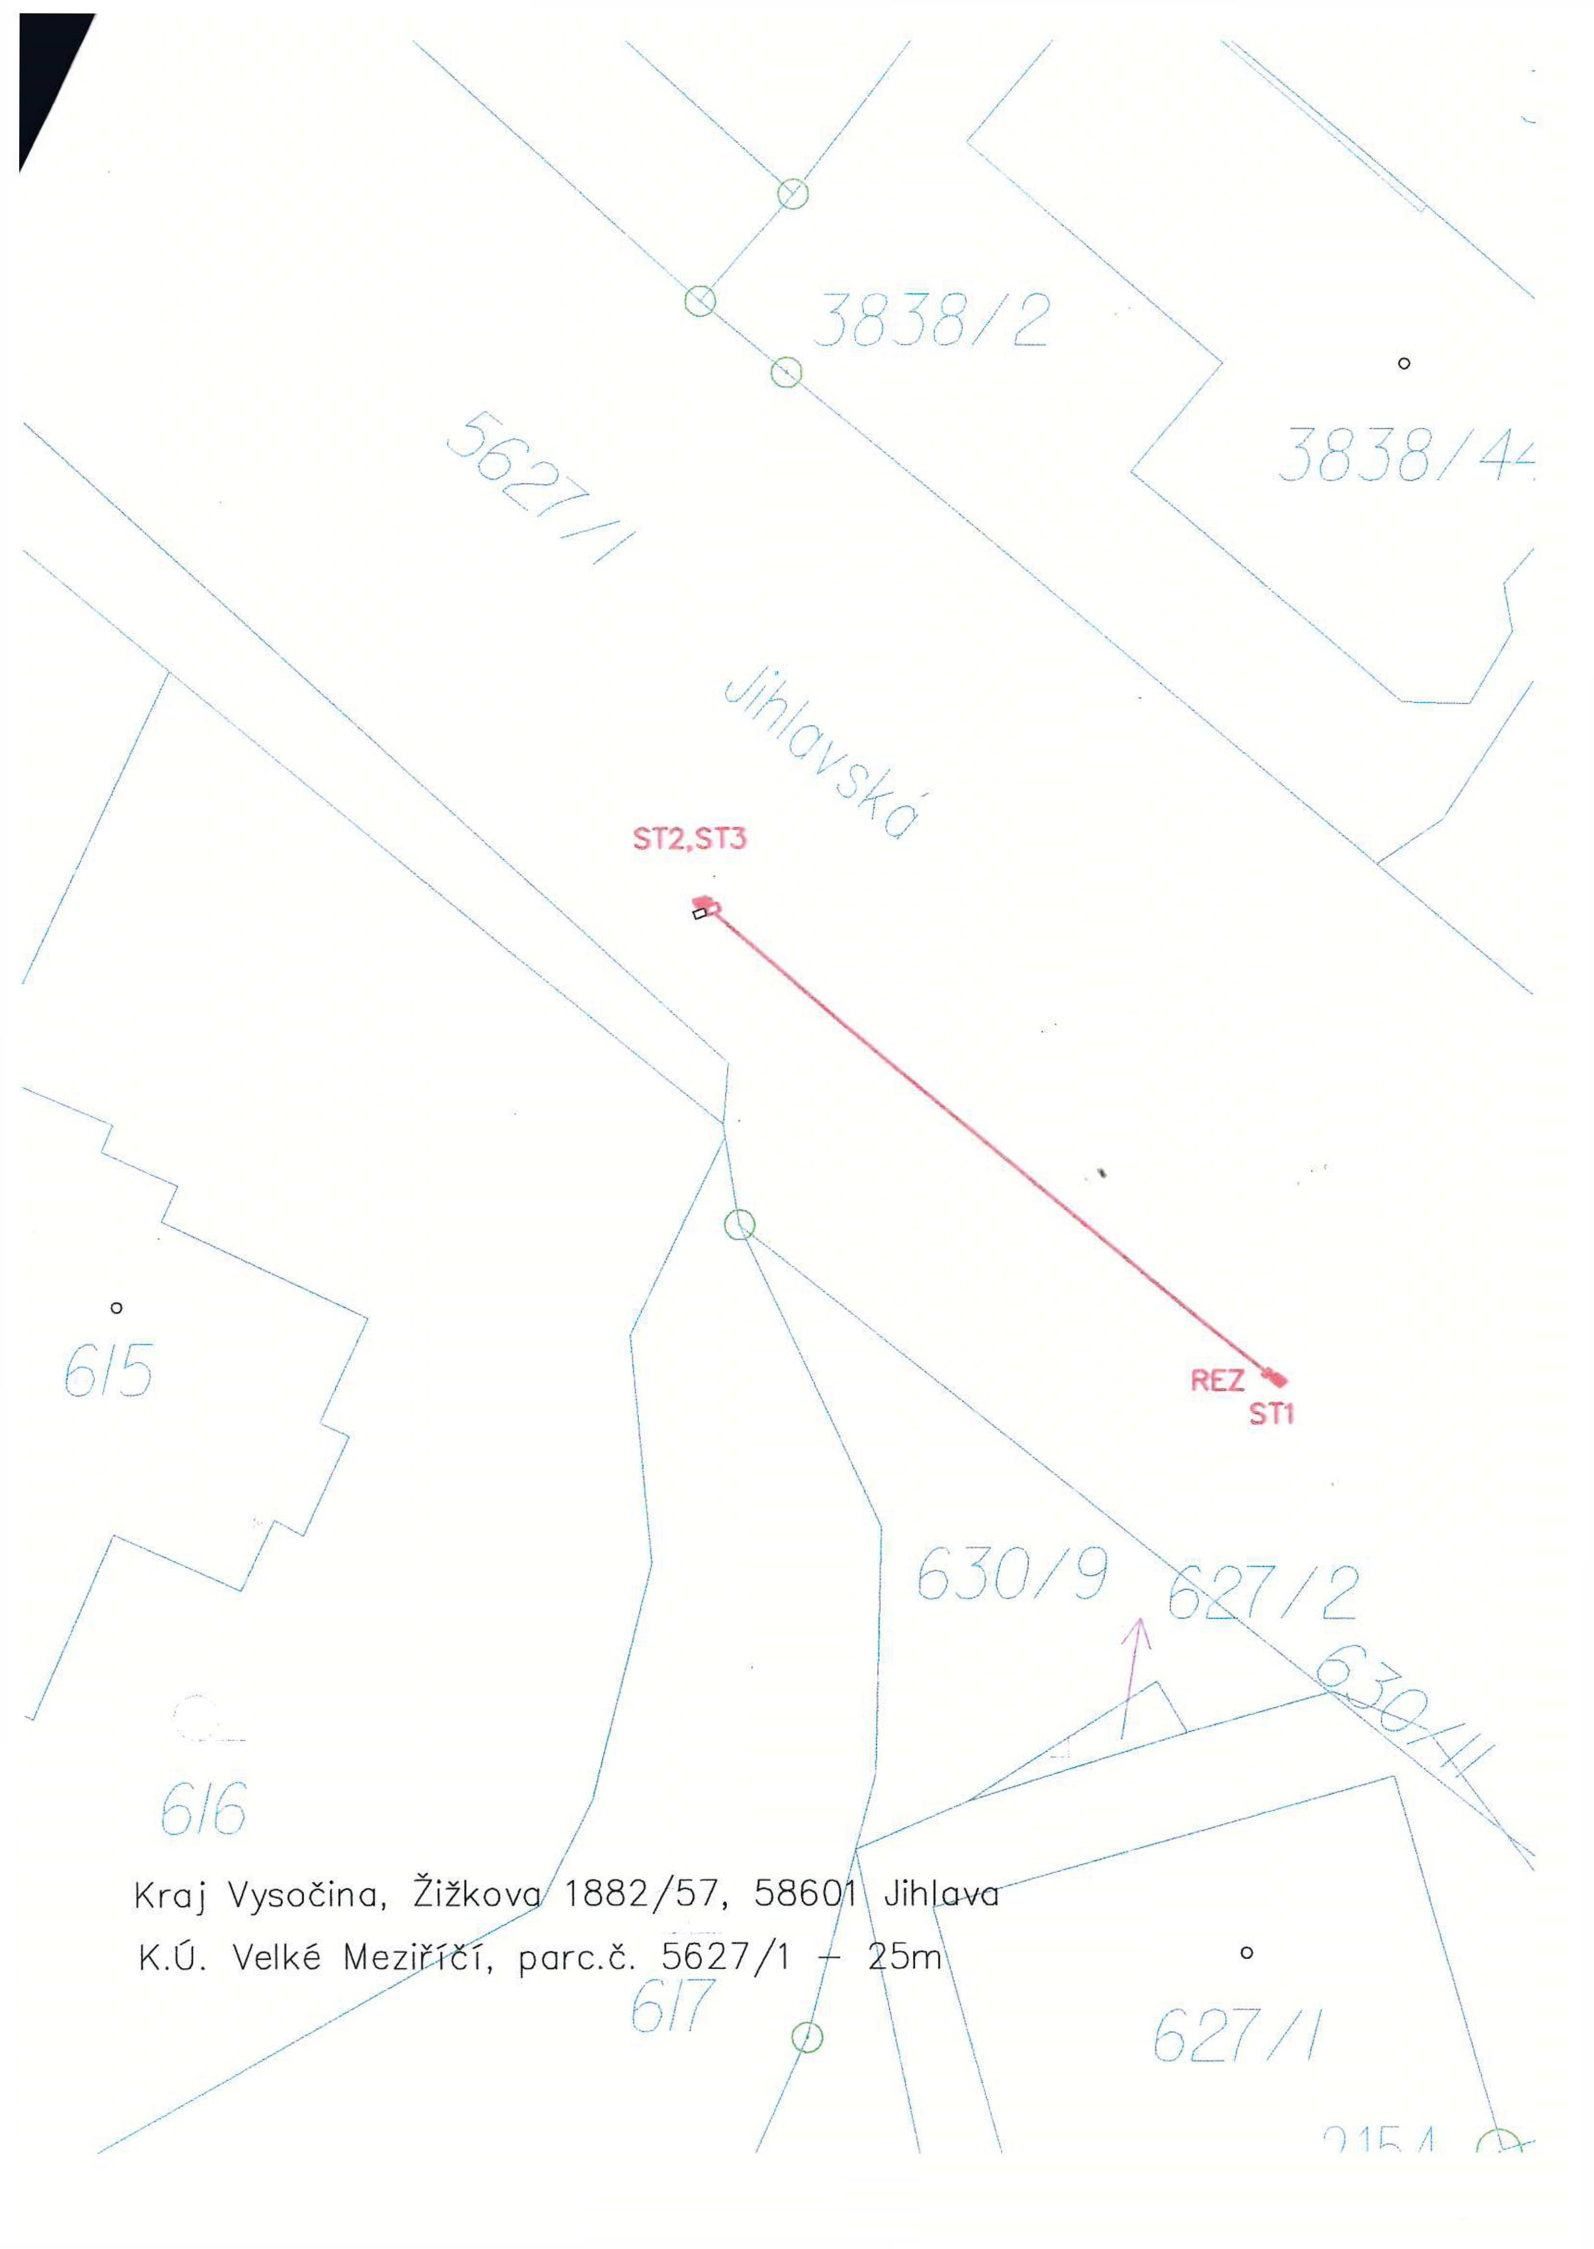 3838/2
3838/44
5627/1
Jihlavská
ST2,ST3
615
REZ
ST1
630/9
627/2
630/11
616
Kraj Vysočina, Žižkova 1882/57, 58601 Jihlava
K.Ú. Velké Meziříčí, parc.č. 5627/1 – 25m
617
627/1